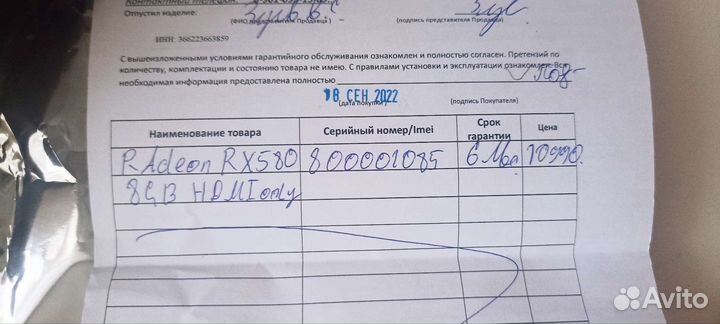 Отпустил изделие:
(ФИО представителя Продавца) (подпись представителя Продавца)
ИНН: 366223663859
С вышеизложенными условиями гарантийного обслуживания ознакомлен и полностью согласен. Претензий по
количеству, комплектации и состоянию товара не имею. С правилами установки и эксплуатации ознакомлен. Вся
необходимая информация предоставлена полностью
18 СЕН 2022
(дата покупки) (подпись Покупателя)
Наименование товара Серийный номер/Imei Срок гарантии Цена
RAdeon RX580 800001085 6 Мес 10990
8GB HDMI only
Avito